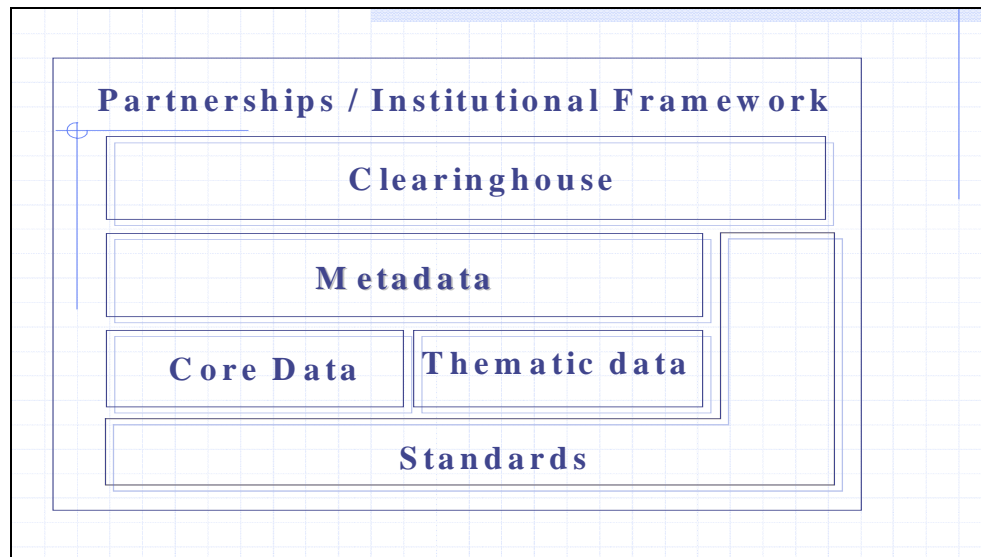 Partnerships / Institutional Framework
Clearinghouse
Metadata
Core Data
Thematic data
Standards